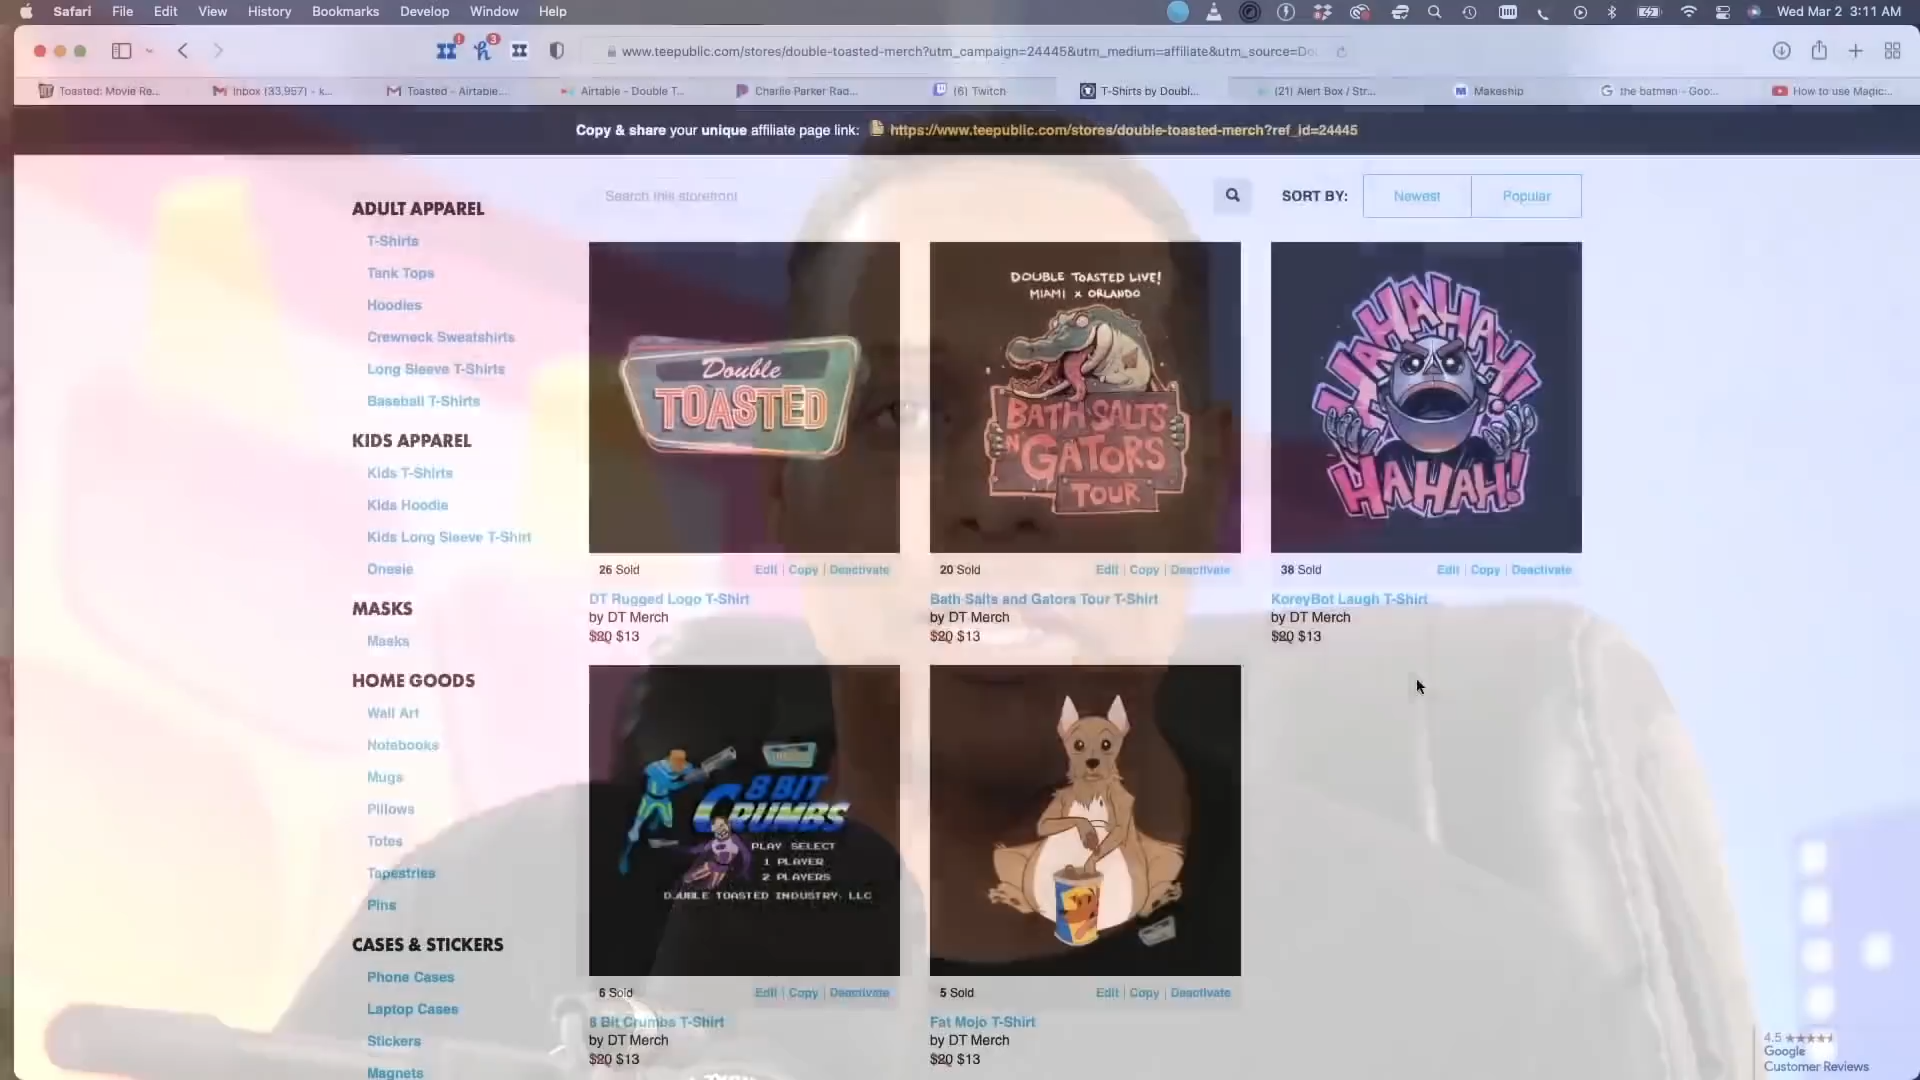 Safari File Edit View History Bookmarks Develop Window Help
Wed Mar 2 3:11 AM
www.teepublic.com/stores/double-toasted-merch?utm_campaign=24445&utm_medium=affiliate&utm_source=Do
Toasted: Movie Re...
Inbox (33,957) - k...
Toasted - Airtable...
Airtable - Double T...
Charlie Parker Rad...
(6) Twitch
T-Shirts by Doubl...
(21) Alert Box / Str...
Makeship
the batman - Goo...
How to use Magic:...
Copy & share your unique affiliate page link: https://www.teepublic.com/stores/double-toasted-merch?ref_id=24445
Search this storefront
SORT BY:
Newest
Popular
ADULT APPAREL
T-Shirts
Tank Tops
Hoodies
Crewneck Sweatshirts
Long Sleeve T-Shirts
Baseball T-Shirts
KIDS APPAREL
Kids T-Shirts
Kids Hoodie
Kids Long Sleeve T-Shirt
Onesie
MASKS
Masks
HOME GOODS
Wall Art
Notebooks
Mugs
Pillows
Totes
Tapestries
Pins
CASES & STICKERS
Phone Cases
Laptop Cases
Stickers
Magnets
Double
TOASTED
26 Sold
Edit | Copy | Deactivate
DT Rugged Logo T-Shirt
by DT Merch
$20 $13
DOUBLE TOASTED LIVE!
MIAMI x ORLANDO
BATH SALTS
N GATORS
TOUR
20 Sold
Edit | Copy | Deactivate
Bath Salts and Gators Tour T-Shirt
by DT Merch
$20 $13
HAHAHAHAH!
HAHAH!
38 Sold
Edit | Copy | Deactivate
KoreyBot Laugh T-Shirt
by DT Merch
$20 $13
8 BIT
CRUMBS
PLAY SELECT
1 PLAYER
2 PLAYERS
DOUBLE TOASTED INDUSTRY, LLC
6 Sold
Edit | Copy | Deactivate
8 Bit Crumbs T-Shirt
by DT Merch
$20 $13
5 Sold
Edit | Copy | Deactivate
Fat Mojo T-Shirt
by DT Merch
$20 $13
4.5
Google
Customer Reviews